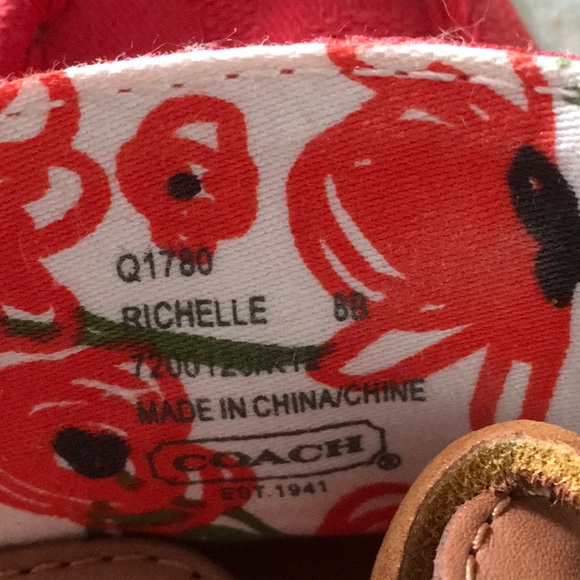 Q1780
RICHELLE 8B
MADE IN CHINA/CHINE
COACH®
EST. 1941